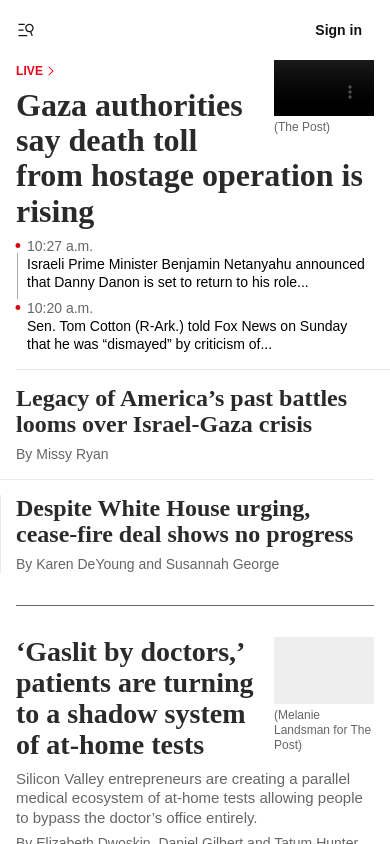 Sign in
LIVE
Gaza authorities
say death toll
from hostage operation is
rising
(The Post)
10:27 a.m.
Israeli Prime Minister Benjamin Netanyahu announced
that Danny Danon is set to return to his role...
10:20 a.m.
Sen. Tom Cotton (R-Ark.) told Fox News on Sunday
that he was “dismayed” by criticism of...
Legacy of America’s past battles
looms over Israel-Gaza crisis
By Missy Ryan
Despite White House urging,
cease-fire deal shows no progress
By Karen DeYoung and Susannah George
‘Gaslit by doctors,’
patients are turning
to a shadow system
of at-home tests
(Melanie
Landsman for The
Post)
Silicon Valley entrepreneurs are creating a parallel
medical ecosystem of at-home tests allowing people
to bypass the doctor’s office entirely.
By Elizabeth Dwoskin, Daniel Gilbert and Tatum Hunter